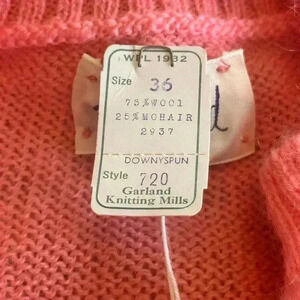 WPL 1932
Size 36
75%WOOl
25%MOHAIR
2937
DOWNYSPUN
Style 720
Garland
Knitting Mills
d